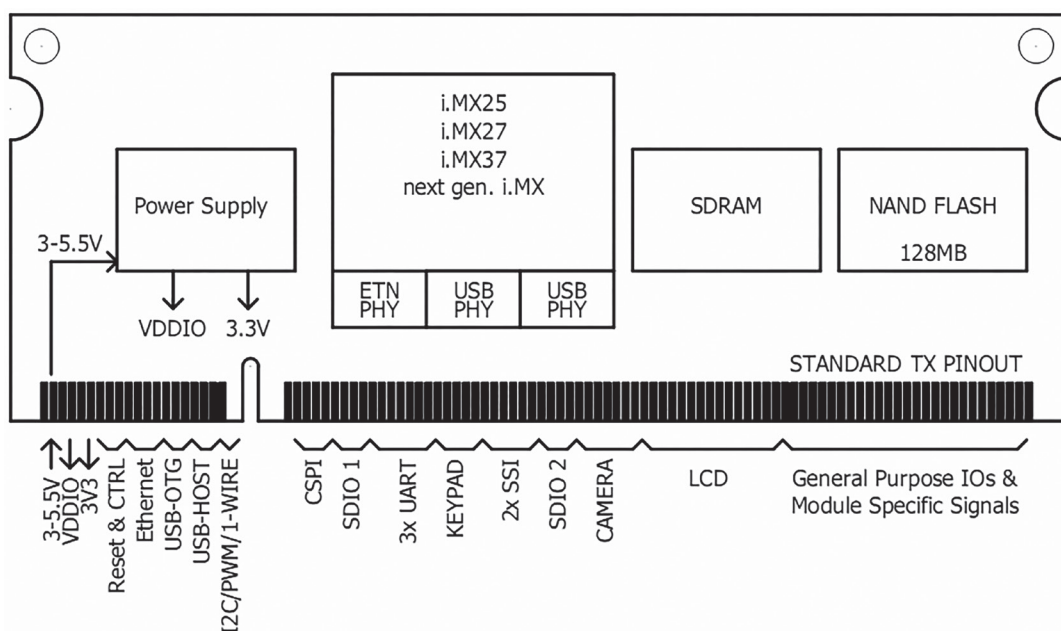 i.MX25
i.MX27
i.MX37
next gen. i.MX
Power Supply
SDRAM
NAND FLASH
128MB
3-5.5V
ETN
PHY
USB
PHY
USB
PHY
VDDIO
3.3V
STANDARD TX PINOUT
3-5.5V
VDDIO
3V3
Reset & CTRL
Ethernet
USB-OTG
USB-HOST
I2C/PWM/1-WIRE
CSPI
SDIO 1
3x UART
KEYPAD
2x SSI
SDIO 2
CAMERA
LCD
General Purpose IOs &
Module Specific Signals